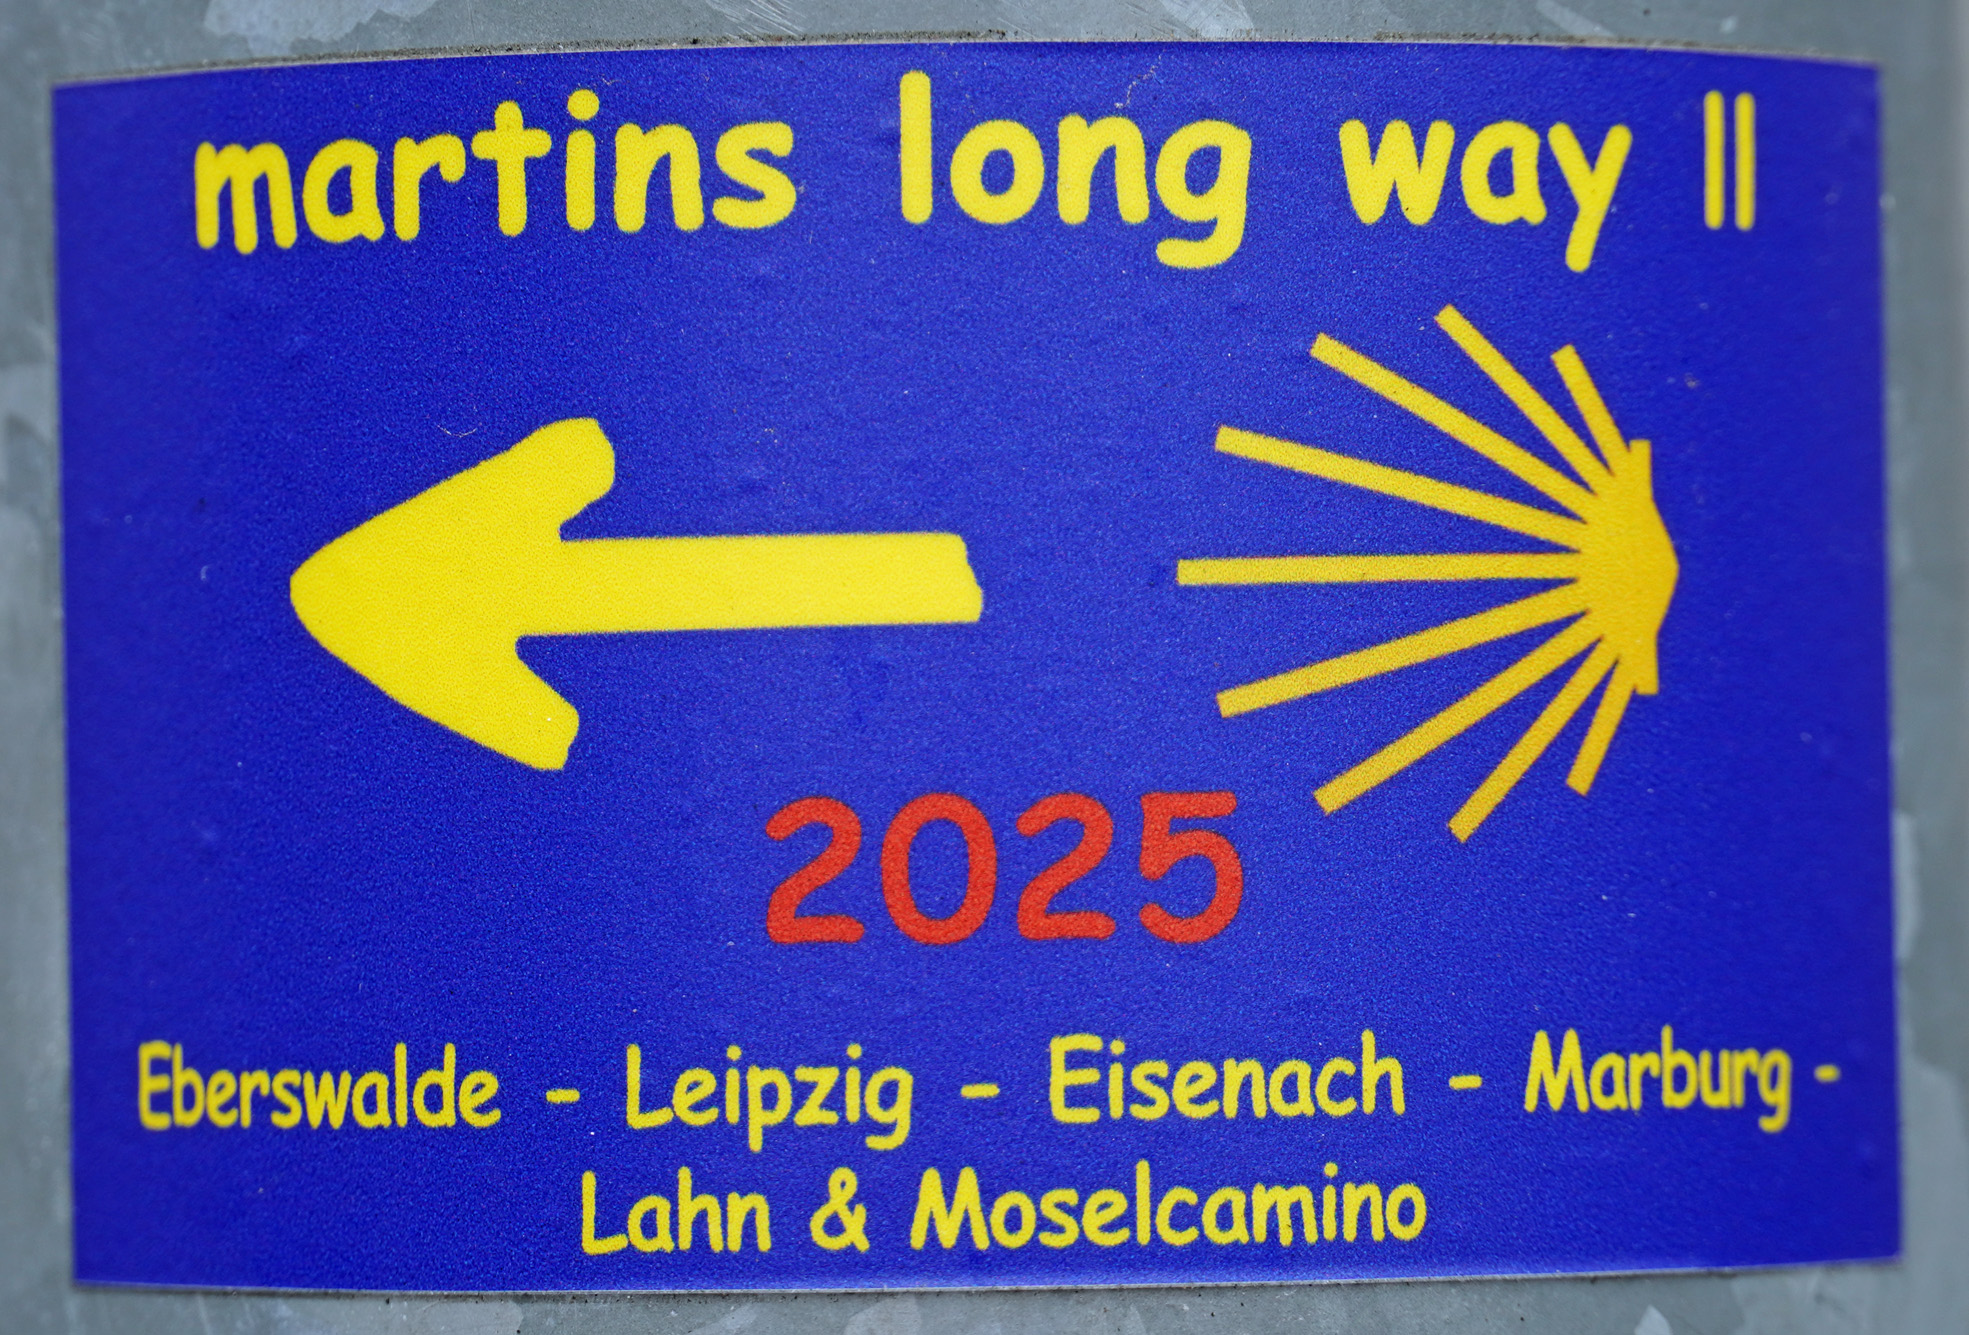 martins long way II
2025
Eberswalde - Leipzig - Eisenach - Marburg -
Lahn & Moselcamino